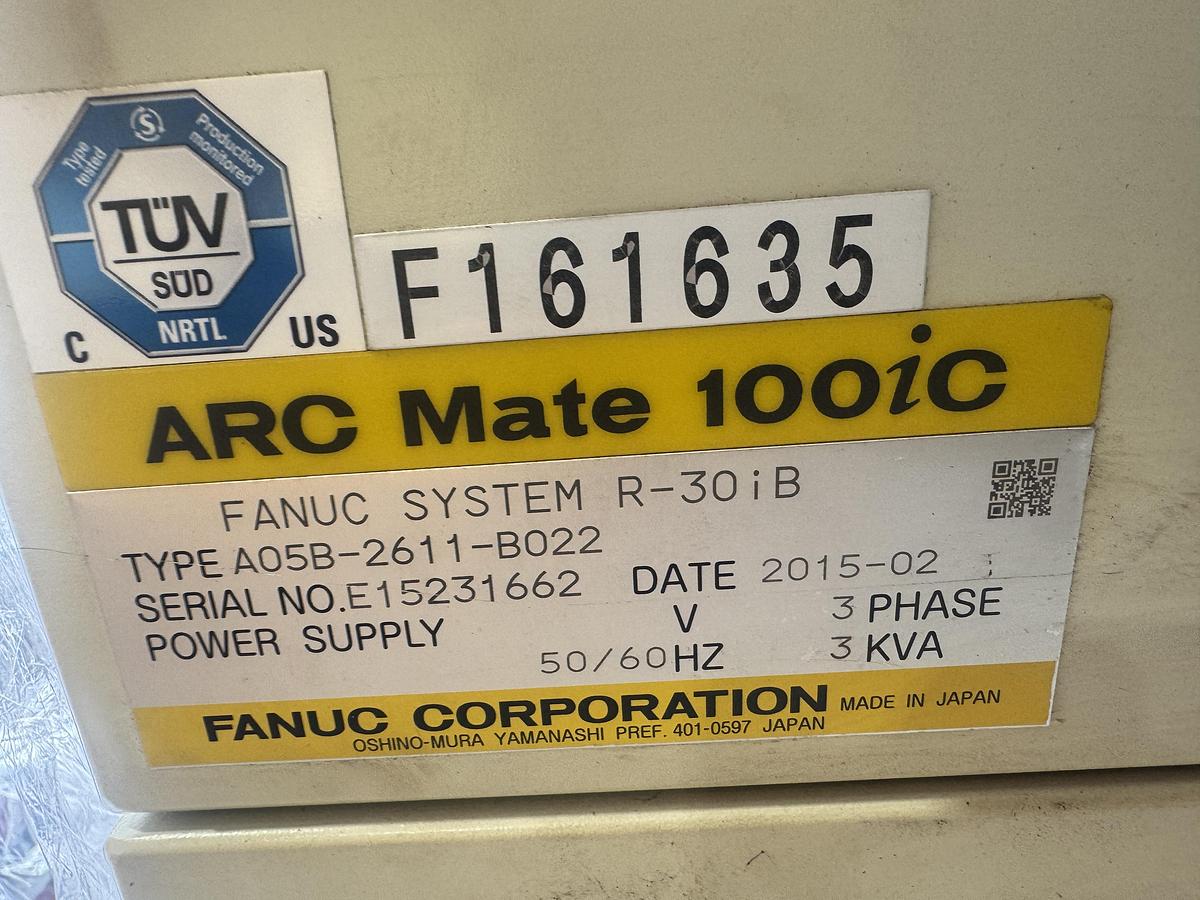 Type tested
S
Production monitored
TÜV
SÜD
NRTL
C US
F161635
ARC Mate 100iC
FANUC SYSTEM R-30iB
TYPE A05B-2611-B022
SERIAL NO. E15231662 DATE 2015-02
POWER SUPPLY V 3 PHASE
50/60 HZ 3 KVA
FANUC CORPORATION MADE IN JAPAN
OSHINO-MURA YAMANASHI PREF. 401-0597 JAPAN